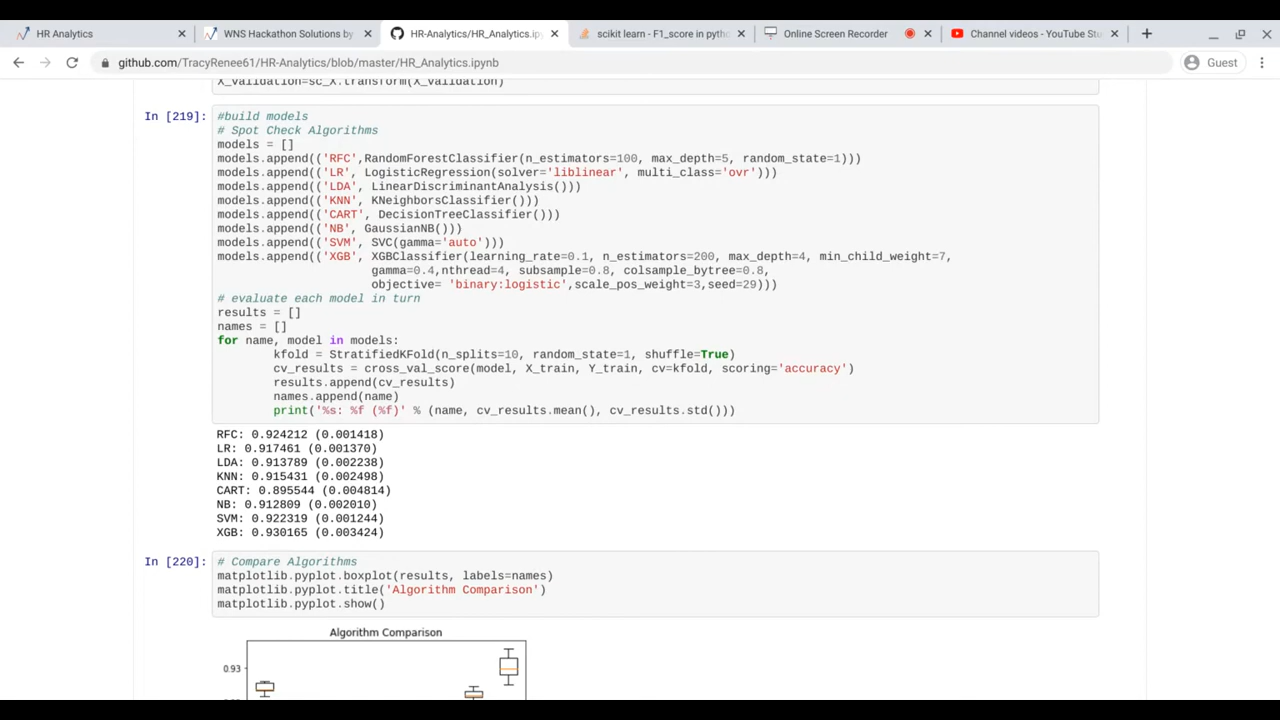 HR Analytics
WNS Hackathon Solutions by
HR-Analytics/HR_Analytics.ipyn
scikit learn - F1_score in pytho
Online Screen Recorder
Channel videos - YouTube Stu
github.com/TracyRenee61/HR-Analytics/blob/master/HR_Analytics.ipynb
Guest
X_valiuation=sc_X.transform(X_valiuation)
In [219]:
#build models
# Spot Check Algorithms
models = []
models.append(('RFC',RandomForestClassifier(n_estimators=100, max_depth=5, random_state=1)))
models.append(('LR', LogisticRegression(solver='liblinear', multi_class='ovr')))
models.append(('LDA', LinearDiscriminantAnalysis()))
models.append(('KNN', KNeighborsClassifier()))
models.append(('CART', DecisionTreeClassifier()))
models.append(('NB', GaussianNB()))
models.append(('SVM', SVC(gamma='auto')))
models.append(('XGB', XGBClassifier(learning_rate=0.1, n_estimators=200, max_depth=4, min_child_weight=7,
gamma=0.4,nthread=4, subsample=0.8, colsample_bytree=0.8,
objective= 'binary:logistic',scale_pos_weight=3,seed=29)))
# evaluate each model in turn
results = []
names = []
for name, model in models:
kfold = StratifiedKFold(n_splits=10, random_state=1, shuffle=True)
cv_results = cross_val_score(model, X_train, Y_train, cv=kfold, scoring='accuracy')
results.append(cv_results)
names.append(name)
print('%s: %f (%f)' % (name, cv_results.mean(), cv_results.std()))
RFC: 0.924212 (0.001418)
LR: 0.917461 (0.001370)
LDA: 0.913789 (0.002238)
KNN: 0.915431 (0.002498)
CART: 0.895544 (0.004814)
NB: 0.912809 (0.002010)
SVM: 0.922319 (0.001244)
XGB: 0.930165 (0.003424)
In [220]:
# Compare Algorithms
matplotlib.pyplot.boxplot(results, labels=names)
matplotlib.pyplot.title('Algorithm Comparison')
matplotlib.pyplot.show()
Algorithm Comparison
0.93